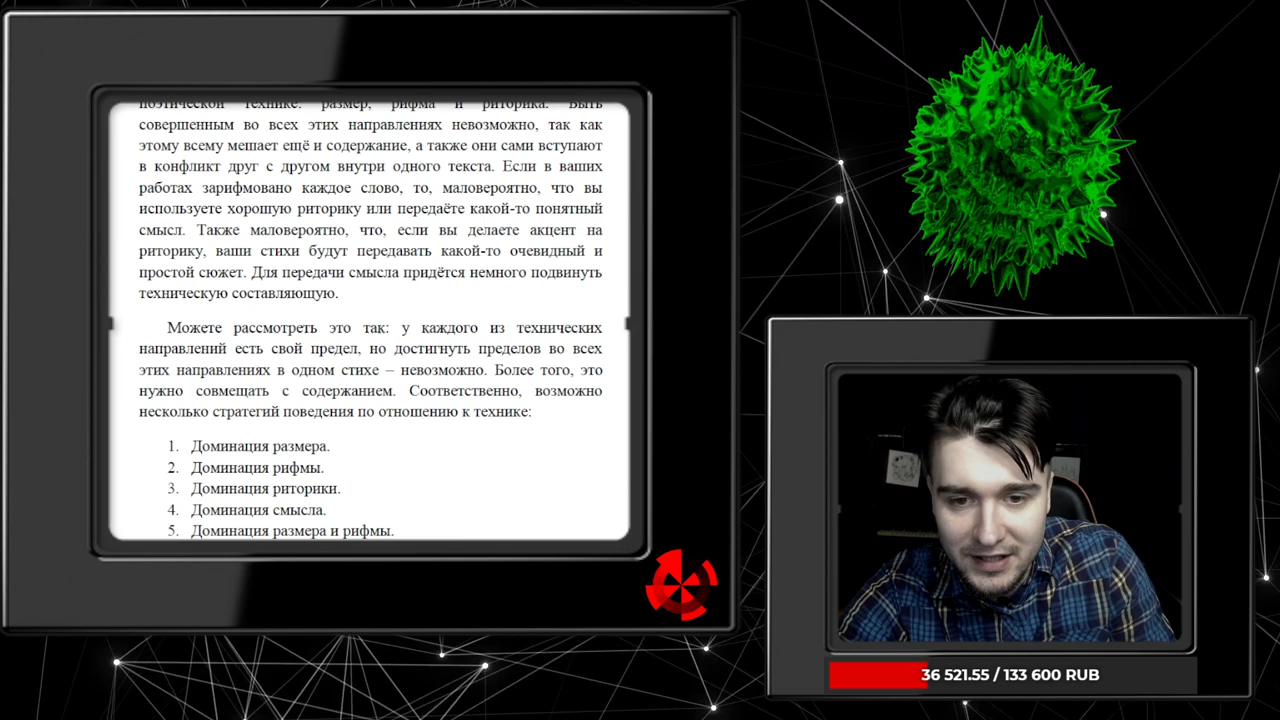 поэтической технике: размер, рифма и риторика. Быть
совершенным во всех этих направлениях невозможно, так как
этому всему мешает ещё и содержание, а также они сами вступают
в конфликт друг с другом внутри одного текста. Если в ваших
работах зарифмовано каждое слово, то, маловероятно, что вы
используете хорошую риторику или передаёте какой-то понятный
смысл. Также маловероятно, что, если вы делаете акцент на
риторику, ваши стихи будут передавать какой-то очевидный и
простой сюжет. Для передачи смысла придётся немного подвинуть
техническую составляющую.
Можете рассмотреть это так: у каждого из технических
направлений есть свой предел, но достигнуть пределов во всех
этих направлениях в одном стихе – невозможно. Более того, это
нужно совмещать с содержанием. Соответственно, возможно
несколько стратегий поведения по отношению к технике:
1. Доминация размера.
2. Доминация рифмы.
3. Доминация риторики.
4. Доминация смысла.
5. Доминация размера и рифмы.
36 521.55 / 133 600 RUB